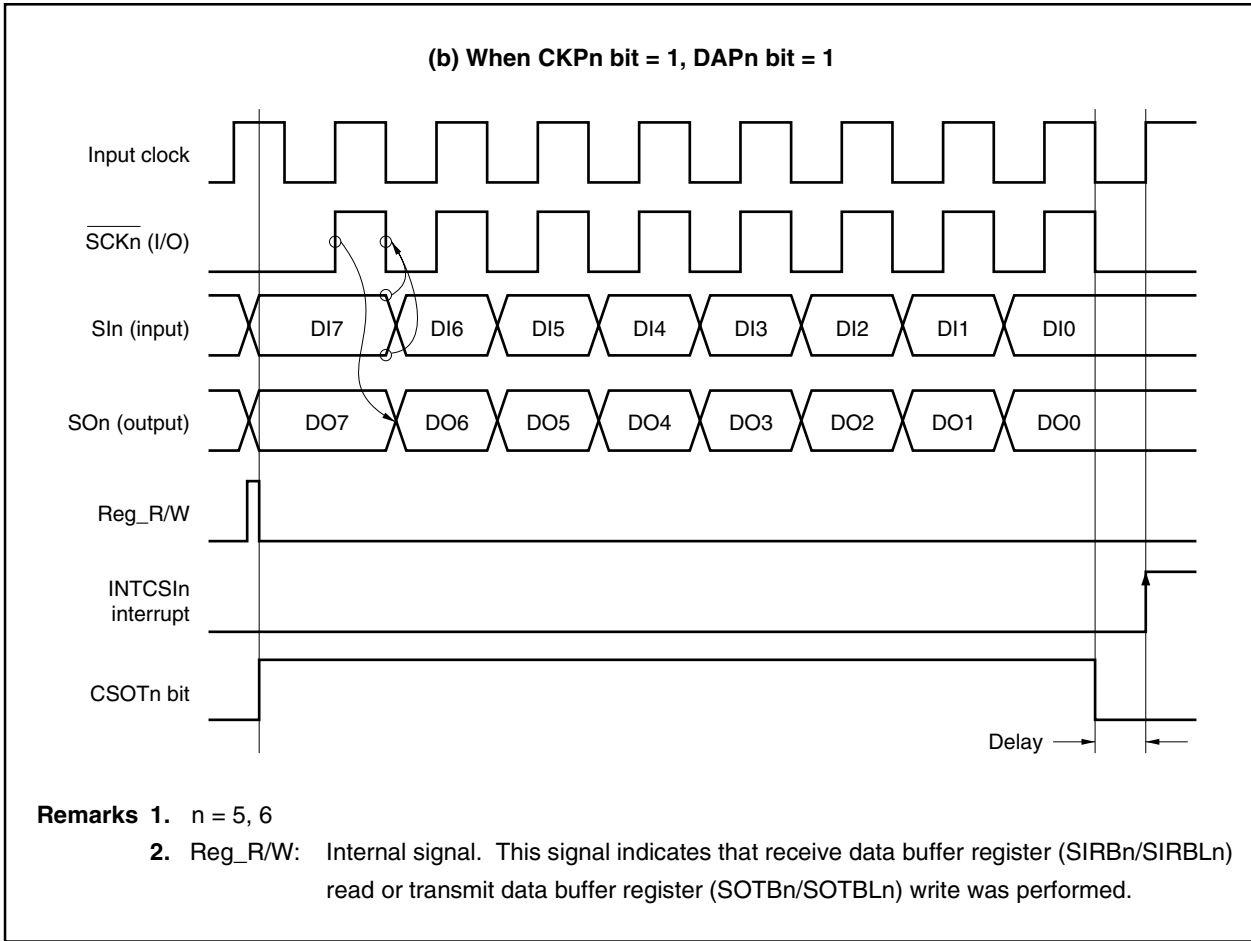 (b) When CKPn bit = 1, DAPn bit = 1
Input clock
SCKn (I/O)
SIn (input)
DI7 DI6 DI5 DI4 DI3 DI2 DI1 DI0
SOn (output)
DO7 DO6 DO5 DO4 DO3 DO2 DO1 DO0
Reg_R/W
INTCSIn
interrupt
CSOTn bit
Delay
Remarks 1. n = 5, 6
2. Reg_R/W: Internal signal. This signal indicates that receive data buffer register (SIRBn/SIRBLn)
read or transmit data buffer register (SOTBn/SOTBLn) write was performed.